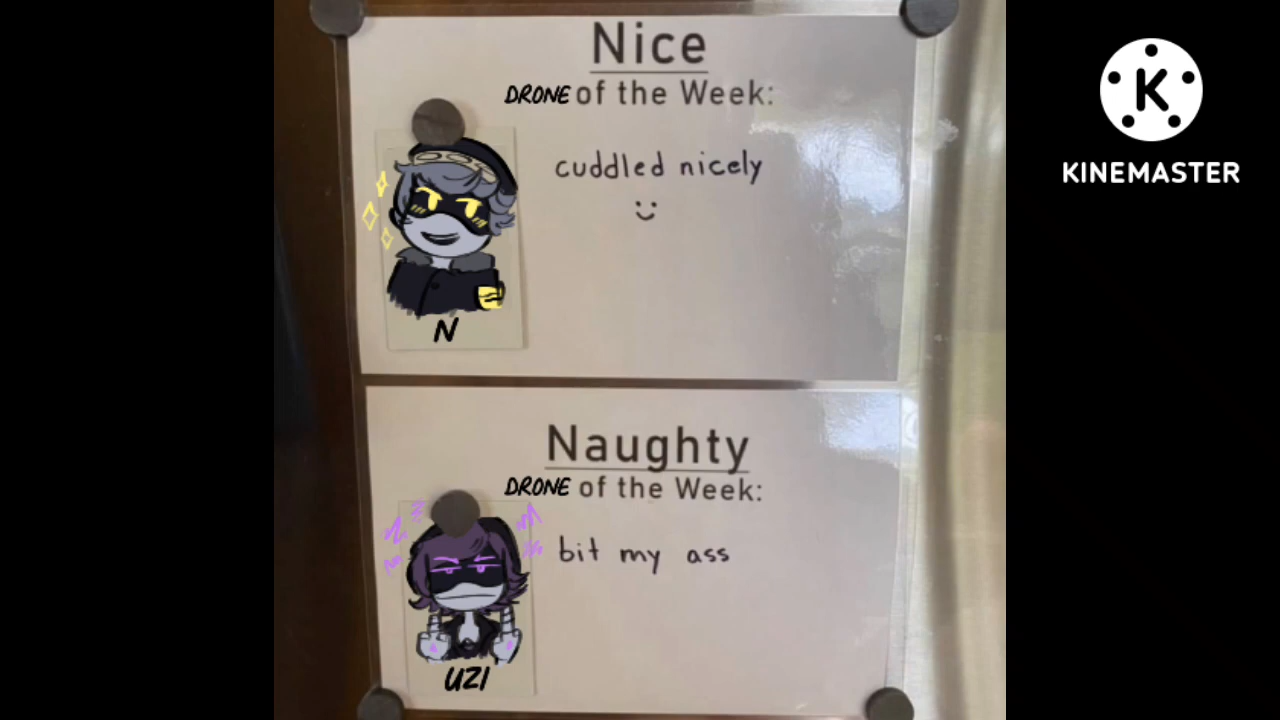 Nice
DRONE of the Week:
cuddled nicely
N
Naughty
DRONE of the Week:
bit my ass
UZI
K
KINEMASTER